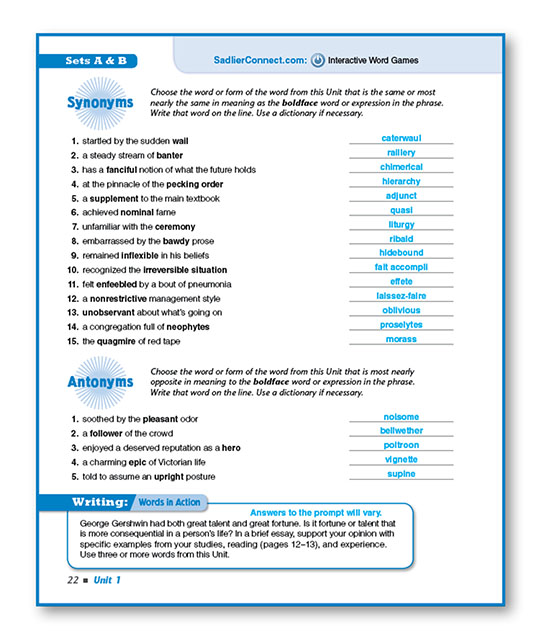 Sets A & B
SadlierConnect.com: Interactive Word Games
Synonyms
Choose the word or form of the word from this Unit that is the same or most
nearly the same in meaning as the boldface word or expression in the phrase.
Write that word on the line. Use a dictionary if necessary.
1. startled by the sudden wail caterwaul
2. a steady stream of banter raillery
3. has a fanciful notion of what the future holds chimerical
4. at the pinnacle of the pecking order hierarchy
5. a supplement to the main textbook adjunct
6. achieved nominal fame quasi
7. unfamiliar with the ceremony liturgy
8. embarrassed by the bawdy prose ribald
9. remained inflexible in his beliefs hidebound
10. recognized the irreversible situation fait accompli
11. felt enfeebled by a bout of pneumonia effete
12. a nonrestrictive management style laissez-faire
13. unobservant about what's going on oblivious
14. a congregation full of neophytes proselytes
15. the quagmire of red tape morass
Antonyms
Choose the word or form of the word from this Unit that is most nearly
opposite in meaning to the boldface word or expression in the phrase.
Write that word on the line. Use a dictionary if necessary.
1. soothed by the pleasant odor noisome
2. a follower of the crowd bellwether
3. enjoyed a deserved reputation as a hero poltroon
4. a charming epic of Victorian life vignette
5. told to assume an upright posture supine
Writing: Words in Action
Answers to the prompt will vary.
George Gershwin had both great talent and great fortune. Is it fortune or talent that
is more consequential in a person's life? In a brief essay, support your opinion with
specific examples from your studies, reading (pages 12–13), and experience.
Use three or more words from this Unit.
22 ■ Unit 1